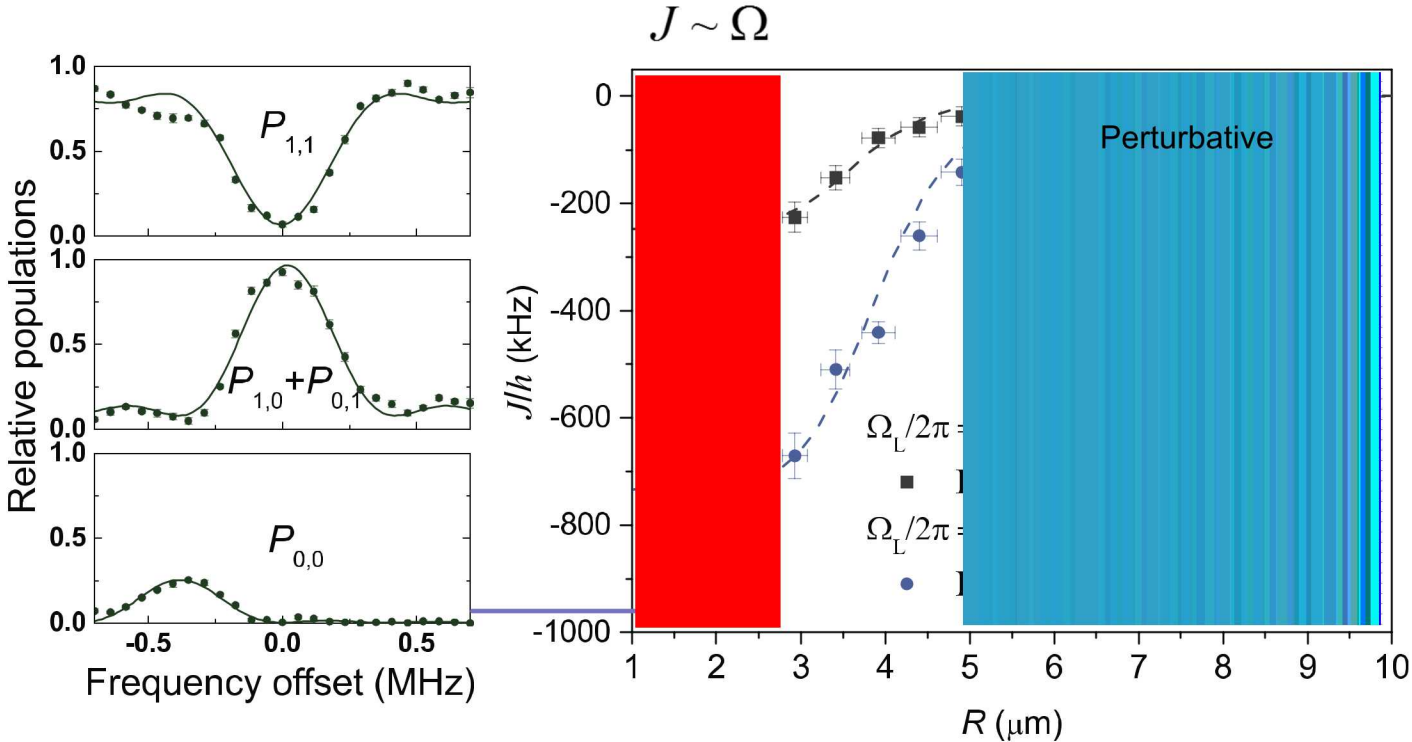 J ~ Ω
Relative populations
1.0
0.5
0.0
P1,1
1.0
0.5
0.0
P1,0+P0,1
1.0
0.5
0.0
P0,0
-0.5 0.0 0.5
Frequency offset (MHz)
J/h (kHz)
0
-200
-400
-600
-800
-1000
Perturbative
ΩL/2π =
ΩL/2π =
1 2 3 4 5 6 7 8 9 10
R (μm)